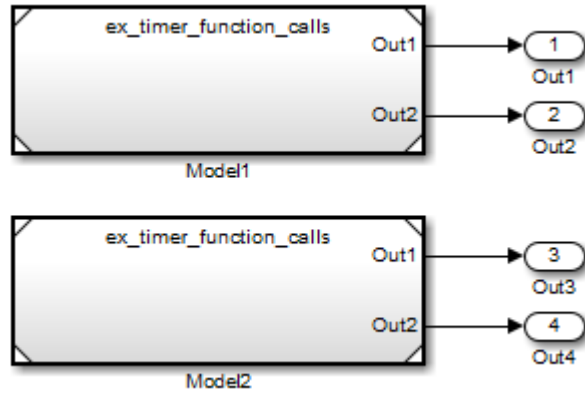 ex_timer_function_calls
Out1
1
Out1
Out2
2
Out2
Model1
ex_timer_function_calls
Out1
3
Out3
Out2
4
Out4
Model2